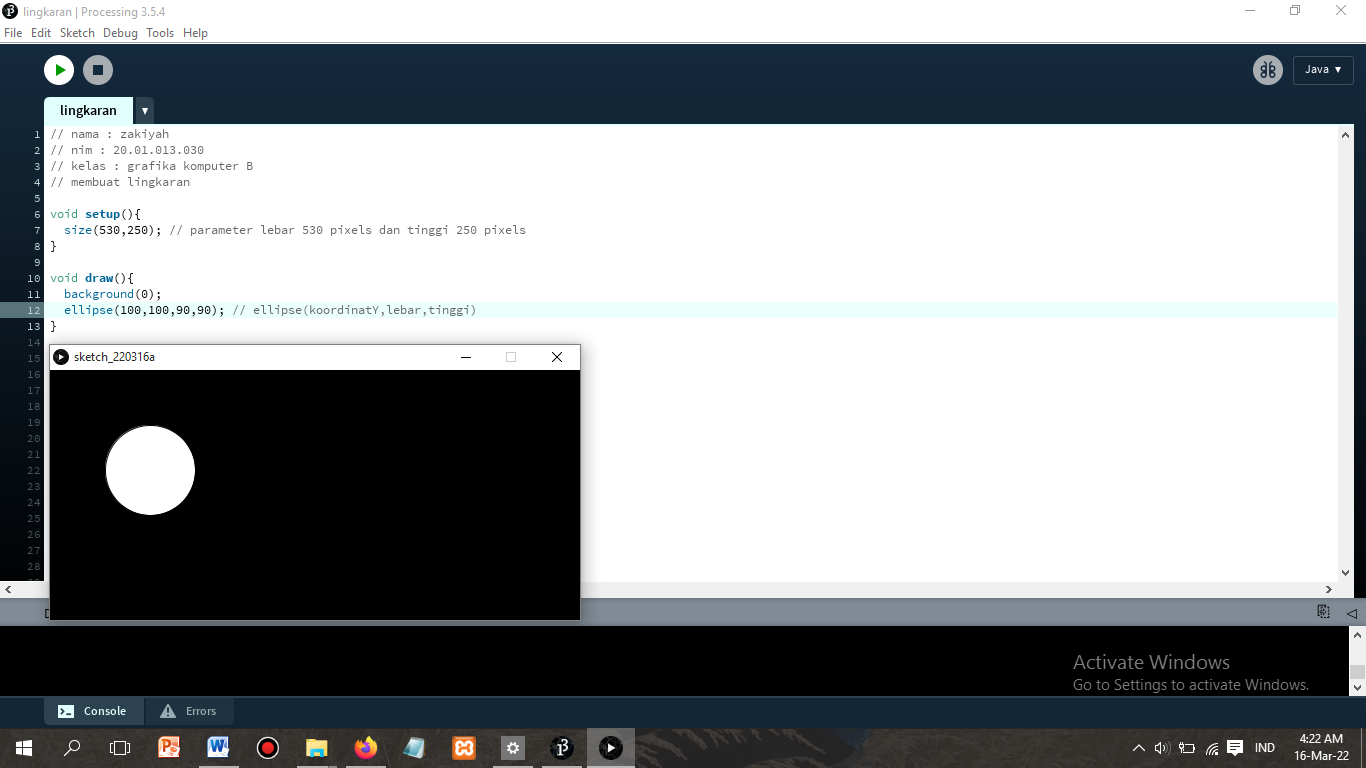 lingkaran | Processing 3.5.4
File Edit Sketch Debug Tools Help
Java ▼
lingkaran ▼
1 // nama : zakiyah
2 // nim : 20.01.013.030
3 // kelas : grafika komputer B
4 // membuat lingkaran
5
6 void setup(){
7 size(530,250); // parameter lebar 530 pixels dan tinggi 250 pixels
8 }
9
10 void draw(){
11 background(0);
12 ellipse(100,100,90,90); // ellipse(koordinatY,lebar,tinggi)
13 }
14
15
16
17
18
19
20
21
22
23
24
25
26
27
28
sketch_220316a
Activate Windows
Go to Settings to activate Windows.
Console Errors
IND
4:22 AM
16-Mar-22